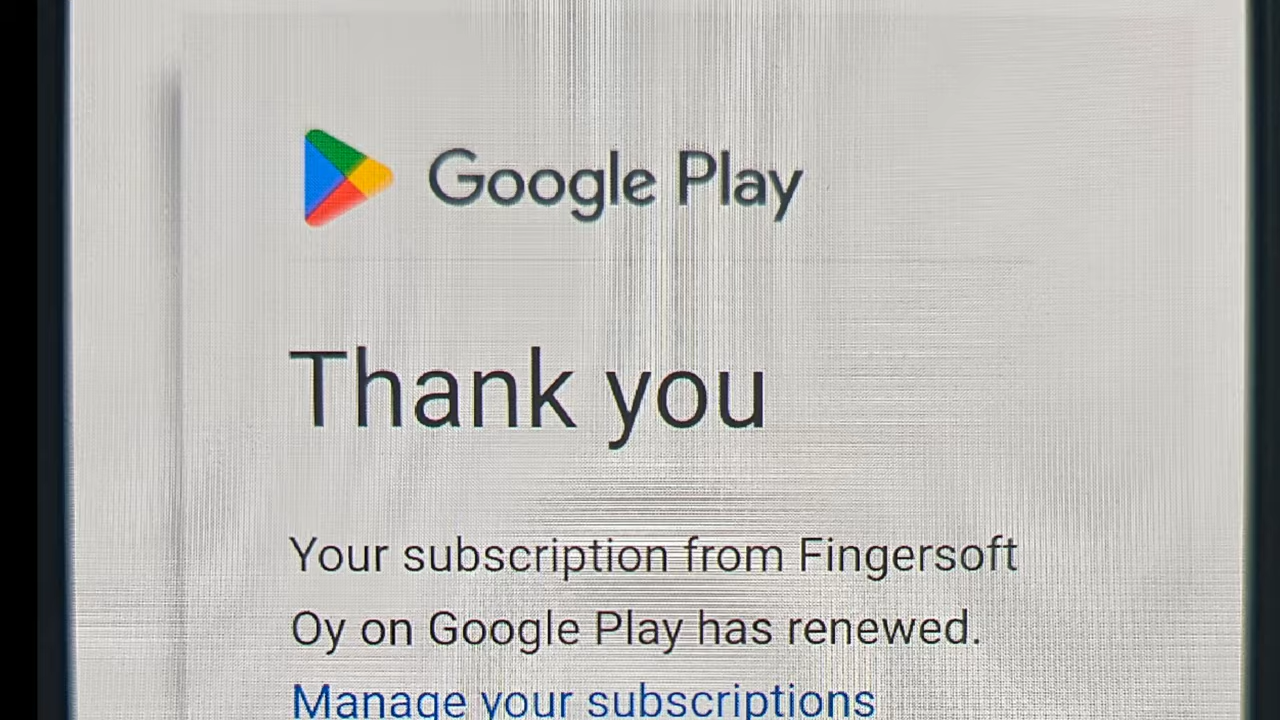 Google Play
Thank you
Your subscription from Fingersoft
Oy on Google Play has renewed.
Manage your subscriptions